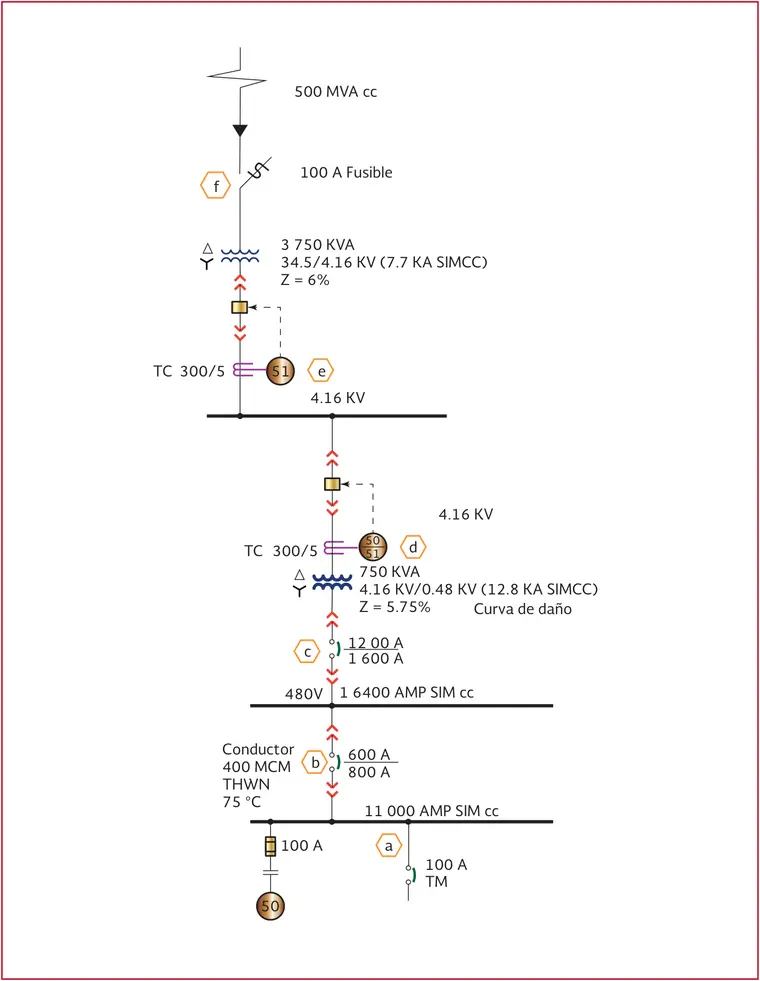 500 MVA cc
100 A Fusible
f
3 750 KVA
34.5/4.16 KV (7.7 KA SIMCC)
Z = 6%
TC 300/5
51
e
4.16 KV
4.16 KV
TC 300/5
50
51
d
750 KVA
4.16 KV/0.48 KV (12.8 KA SIMCC)
Z = 5.75%
Curva de daño
c
12 00 A
1 600 A
480V
1 6400 AMP SIM cc
Conductor
400 MCM
THWN
75 °C
b
600 A
800 A
11 000 AMP SIM cc
100 A
a
100 A
TM
50